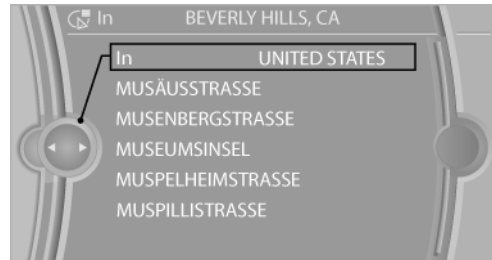 In BEVERLY HILLS, CA
In UNITED STATES
MUSÄUSSTRASSE
MUSENBERGSTRASSE
MUSEUMSINSEL
MUSPELHEIMSTRASSE
MUSPILLISTRASSE